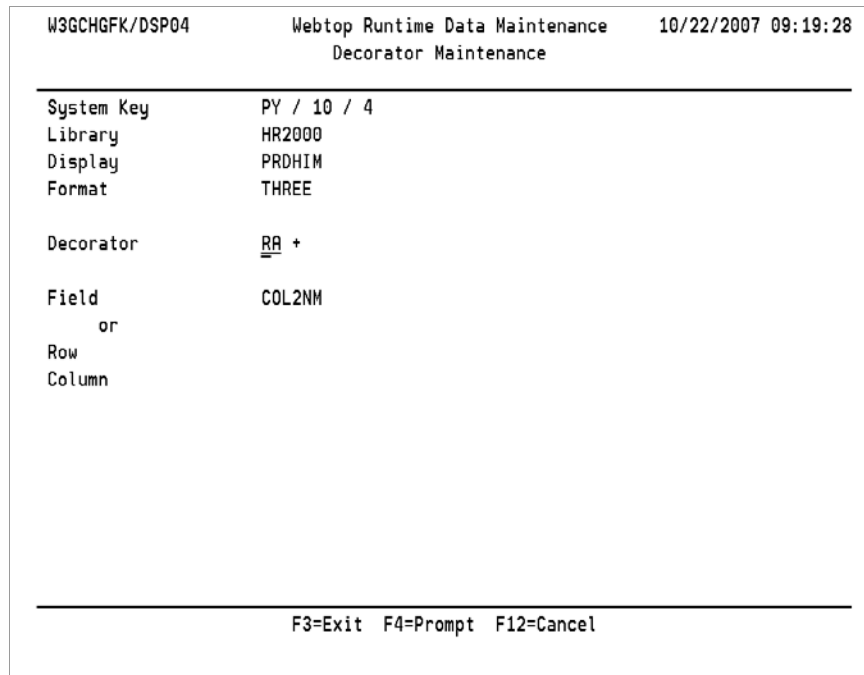 W3GCHGFK/DSP04 Webtop Runtime Data Maintenance 10/22/2007 09:19:28
Decorator Maintenance
System Key PY / 10 / 4
Library HR2000
Display PRDHIM
Format THREE
Decorator RA +
Field COL2NM
or
Row
Column
F3=Exit F4=Prompt F12=Cancel